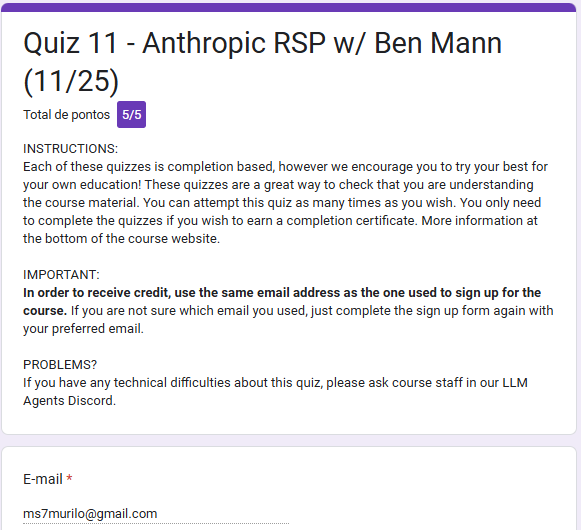 Quiz 11 - Anthropic RSP w/ Ben Mann
(11/25)
Total de pontos 5/5
INSTRUCTIONS:
Each of these quizzes is completion based, however we encourage you to try your best for
your own education! These quizzes are a great way to check that you are understanding
the course material. You can attempt this quiz as many times as you wish. You only need
to complete the quizzes if you wish to earn a completion certificate. More information at
the bottom of the course website.
IMPORTANT:
In order to receive credit, use the same email address as the one used to sign up for the
course. If you are not sure which email you used, just complete the sign up form again with
your preferred email.
PROBLEMS?
If you have any technical difficulties about this quiz, please ask course staff in our LLM
Agents Discord.
E-mail *
ms7murilo@gmail.com